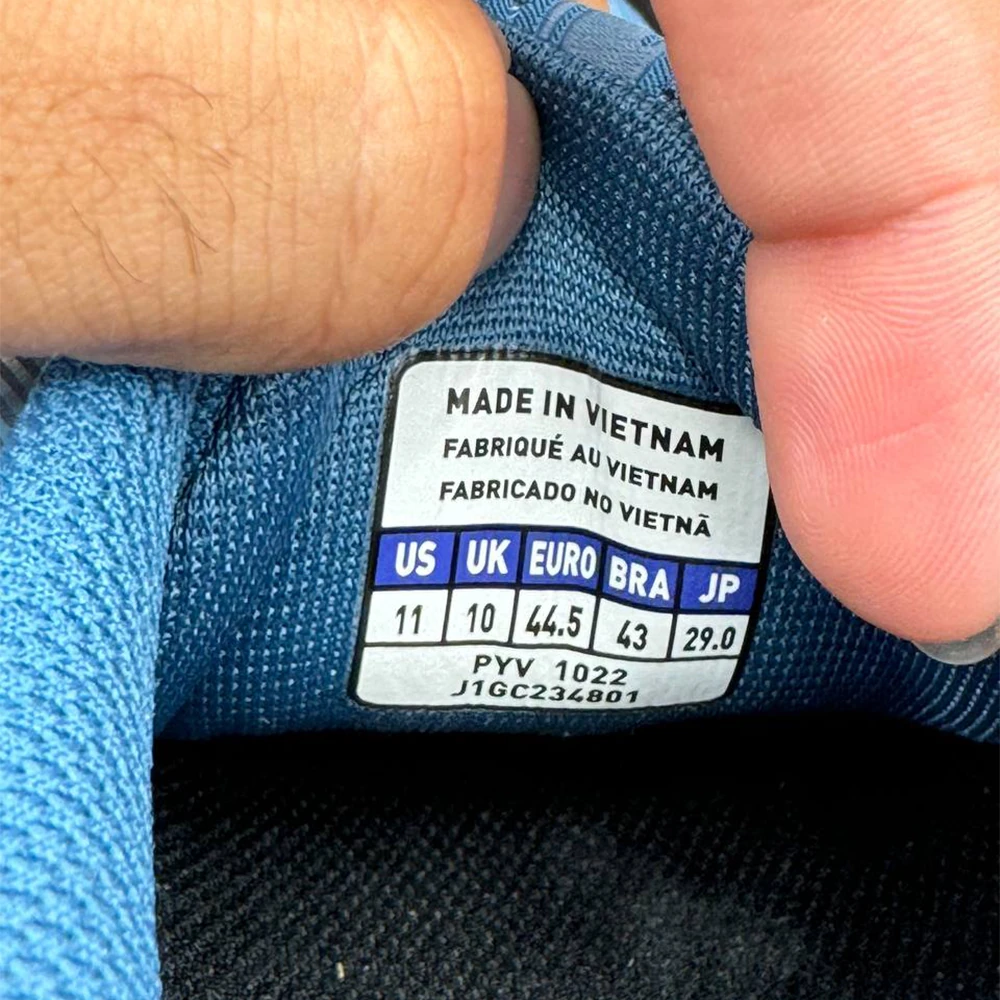 MADE IN VIETNAM
FABRIQUÉ AU VIETNAM
FABRICADO NO VIETNÃ
US UK EURO BRA JP
11 10 44.5 43 29.0
PYV 1022
J1GC234801